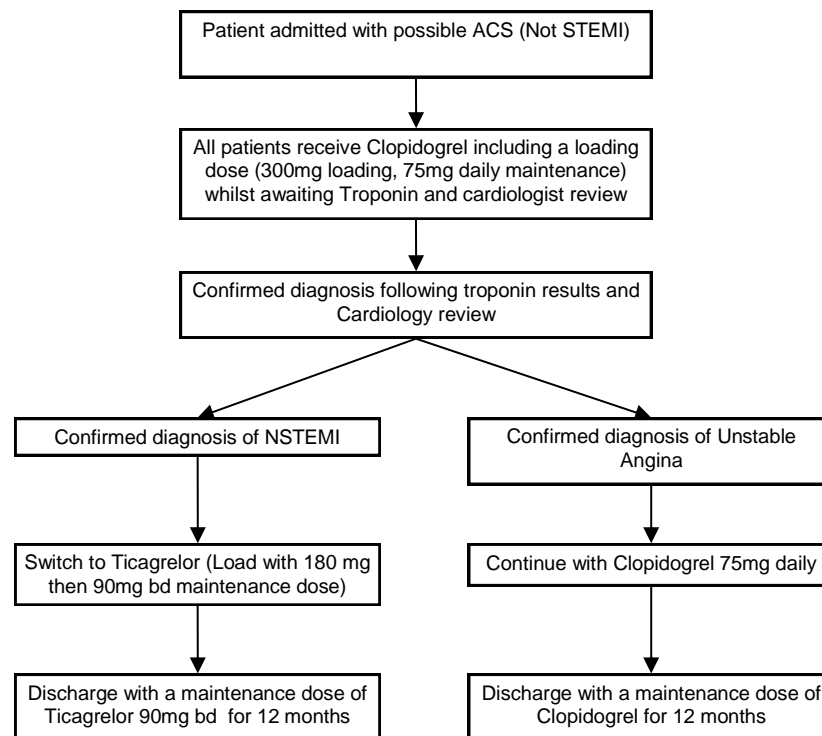 Patient admitted with possible ACS (Not STEMI)
All patients receive Clopidogrel including a loading
dose (300mg loading, 75mg daily maintenance)
whilst awaiting Troponin and cardiologist review
Confirmed diagnosis following troponin results and
Cardiology review
Confirmed diagnosis of NSTEMI
Switch to Ticagrelor (Load with 180 mg
then 90mg bd maintenance dose)
Discharge with a maintenance dose of
Ticagrelor 90mg bd for 12 months
Confirmed diagnosis of Unstable
Angina
Continue with Clopidogrel 75mg daily
Discharge with a maintenance dose of
Clopidogrel for 12 months